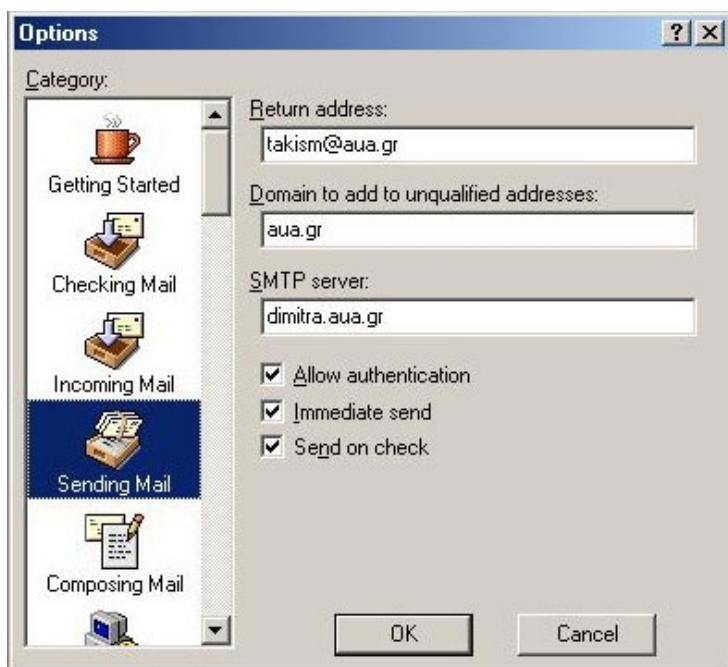 Options
Category:
Getting Started
Checking Mail
Incoming Mail
Sending Mail
Composing Mail
Return address:
takism@aua.gr
Domain to add to unqualified addresses:
aua.gr
SMTP server:
dimitra.aua.gr
Allow authentication
Immediate send
Send on check
OK
Cancel